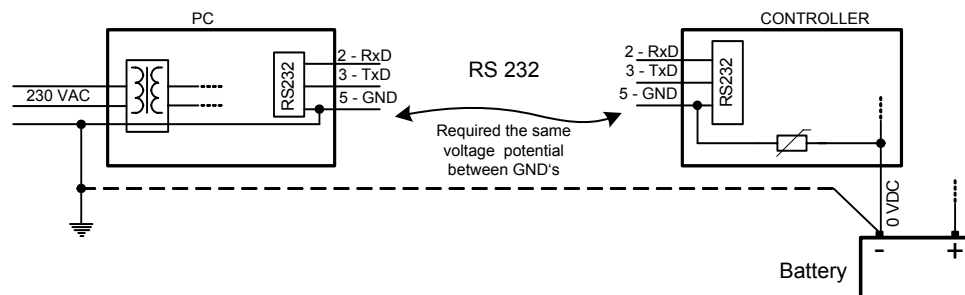 PC
230 VAC
RS232
2 - RxD
3 - TxD
5 - GND
RS 232
Required the same
voltage potential
between GND's
CONTROLLER
2 - RxD
3 - TxD
5 - GND
RS232
0 VDC
- +
Battery